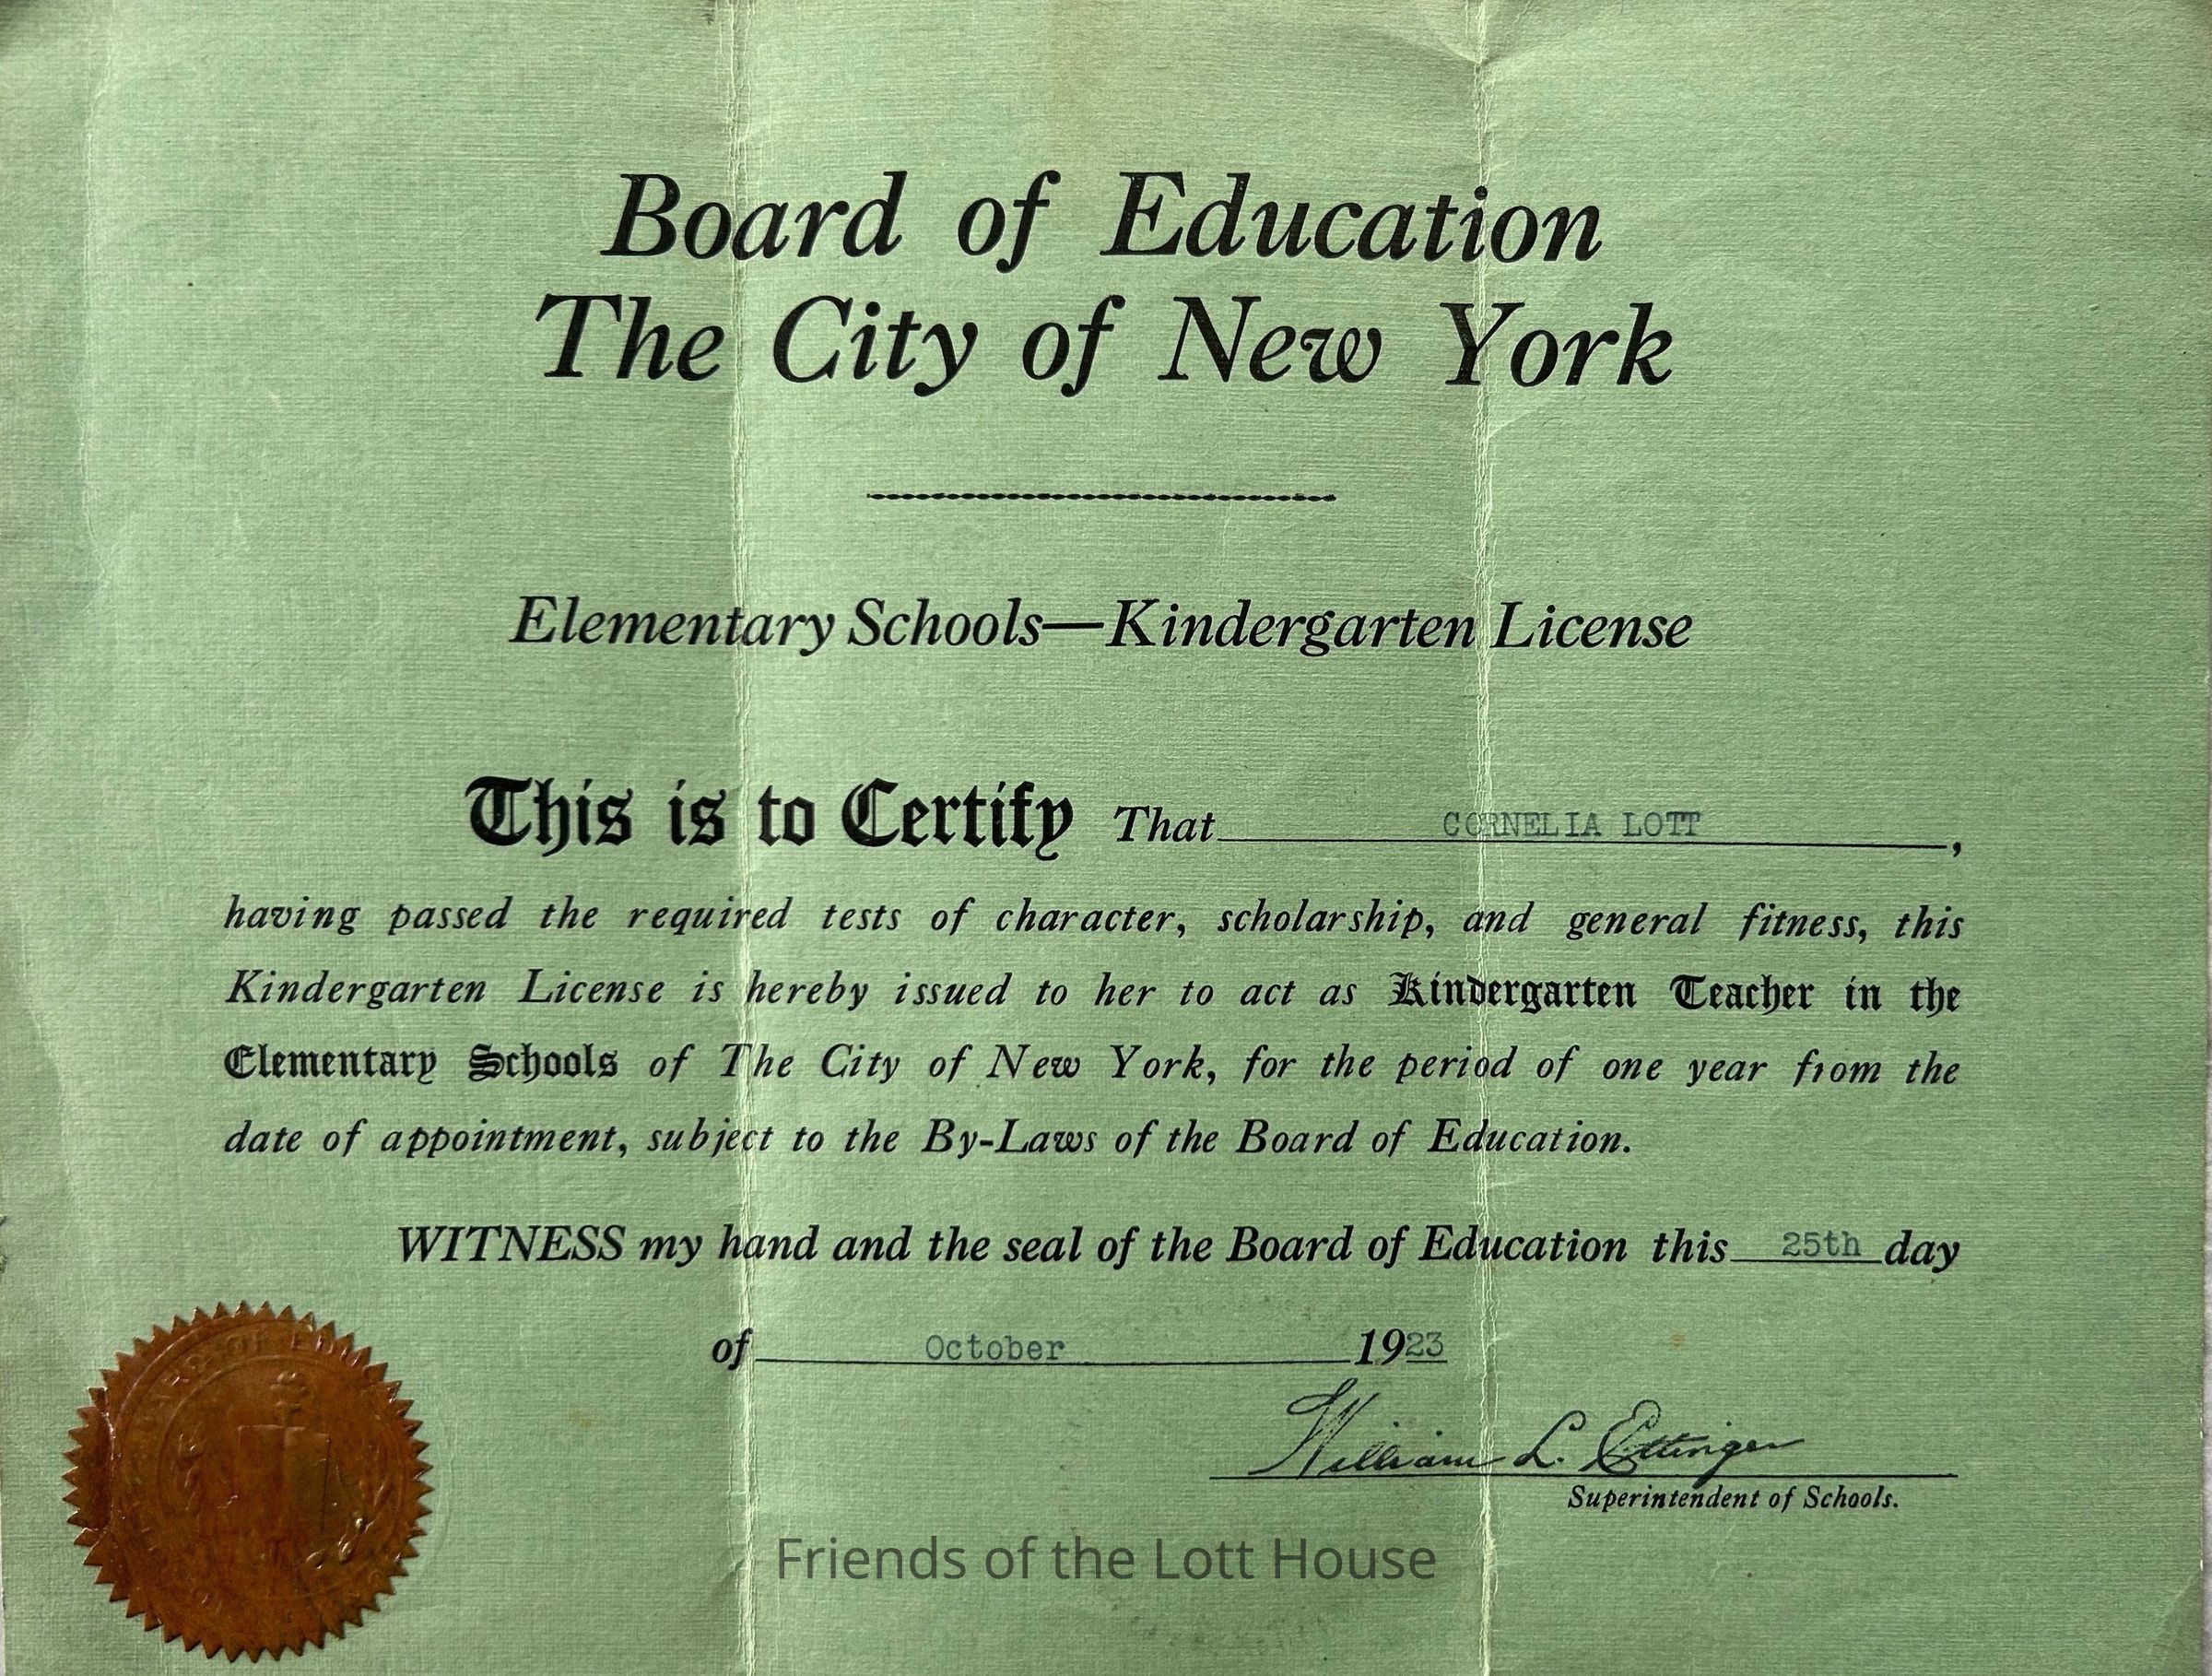 Board of Education
The City of New York
Elementary Schools—Kindergarten License
This is to Certify That CORNELIA LOTT,
having passed the required tests of character, scholarship, and general fitness, this
Kindergarten License is hereby issued to her to act as Kindergarten Teacher in the
Elementary Schools of The City of New York, for the period of one year from the
date of appointment, subject to the By-Laws of the Board of Education.
WITNESS my hand and the seal of the Board of Education this 25th day
of October 1923
William L. Ettinger
Superintendent of Schools.
Friends of the Lott House